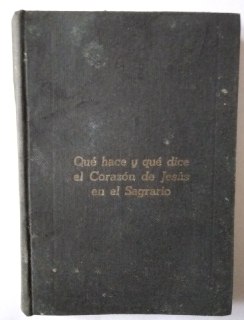 Qué hace y qué dice
el Corazón de Jesús
en el Sagrario